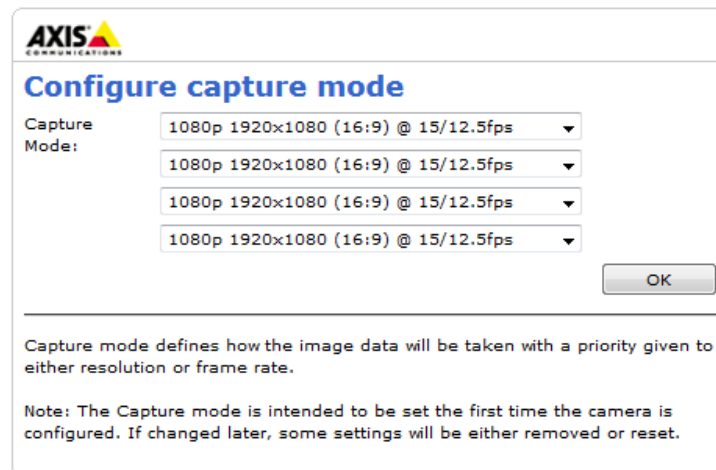 AXIS
COMMUNICATIONS
Configure capture mode
Capture
Mode:
1080p 1920x1080 (16:9) @ 15/12.5fps
1080p 1920x1080 (16:9) @ 15/12.5fps
1080p 1920x1080 (16:9) @ 15/12.5fps
1080p 1920x1080 (16:9) @ 15/12.5fps
OK
Capture mode defines how the image data will be taken with a priority given to
either resolution or frame rate.
Note: The Capture mode is intended to be set the first time the camera is
configured. If changed later, some settings will be either removed or reset.